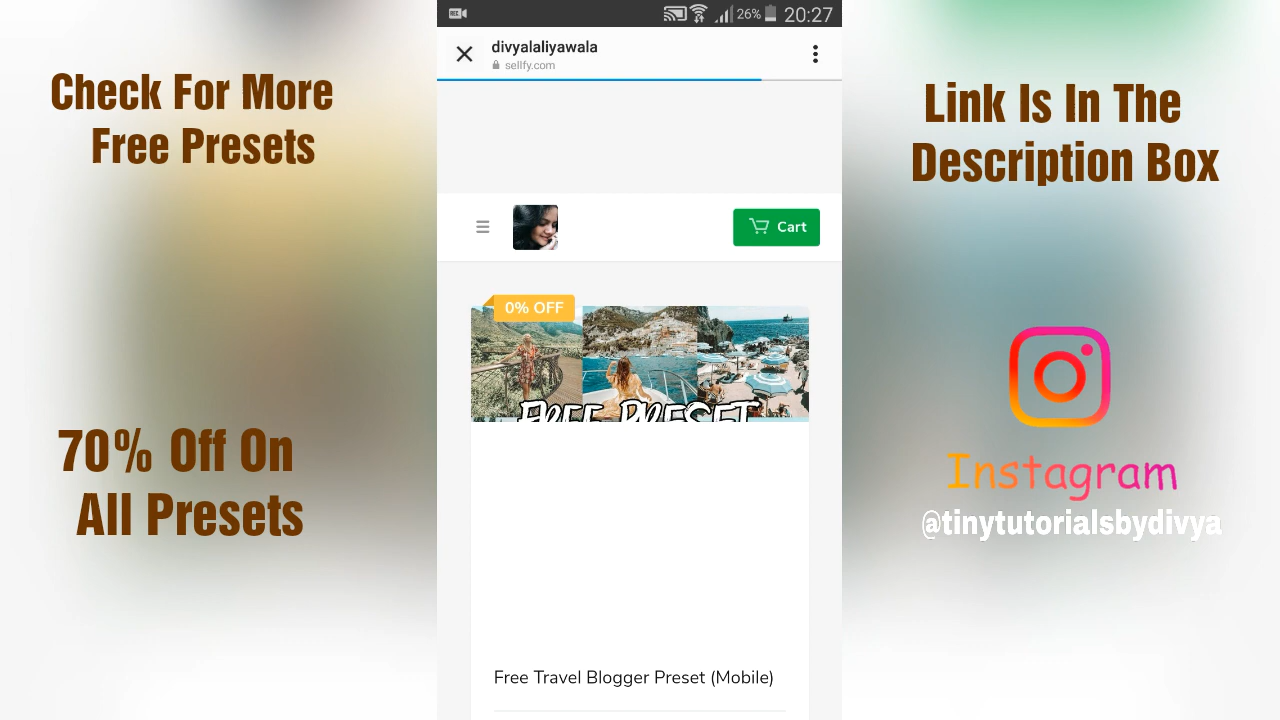 Check For More
Free Presets
70% Off On
All Presets
REC
26% 20:27
divyalaliyawala
sellfy.com
Cart
0% OFF
FREE PRESET
Free Travel Blogger Preset (Mobile)
Link Is In The
Description Box
Instagram
@tinytutorialsbydivya